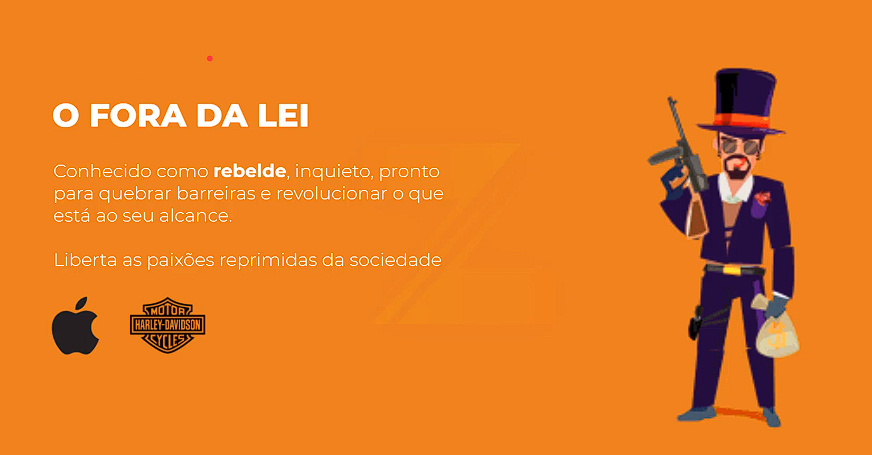 O FORA DA LEI
Conhecido como rebelde, inquieto, pronto
para quebrar barreiras e revolucionar o que
está ao seu alcance.
Liberta as paixões reprimidas da sociedade
MOTOR
HARLEY-DAVIDSON
CYCLES